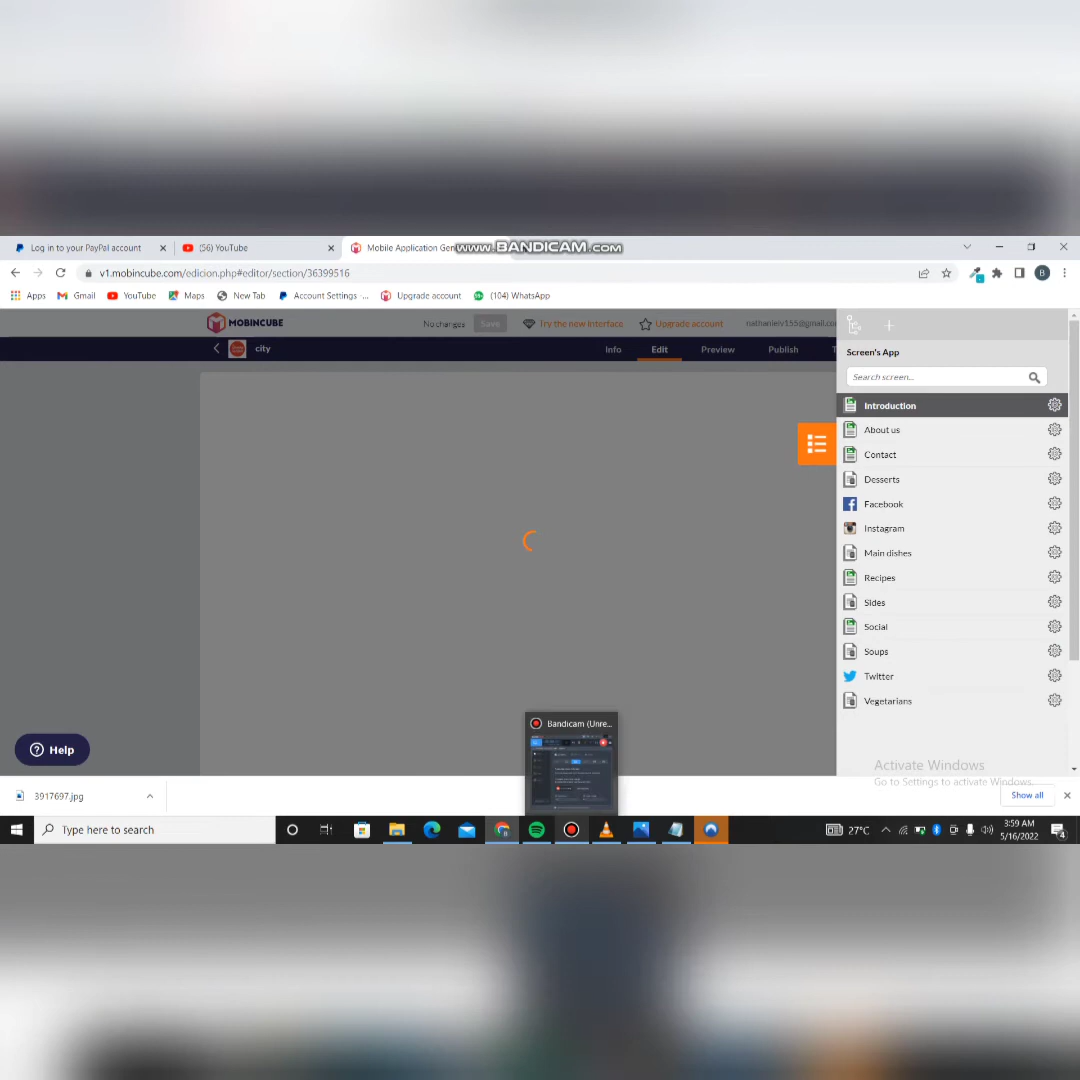 Log in to your PayPal account
(56) YouTube
Mobile Application Gen
www.BANDICAM.com
v1.mobincube.com/edicion.php#editor/section/36399516
B
Apps
Gmail
YouTube
Maps
New Tab
Account Settings -...
Upgrade account
(104) WhatsApp
MOBINCUBE
No changes
Save
Try the new interface
Upgrade account
city
Info
Edit
Preview
Publish
T
Screen's App
Search screen...
Introduction
About us
Contact
Desserts
Facebook
Instagram
Main dishes
Recipes
Sides
Social
Soups
Twitter
Vegetarians
Bandicam (Unre...
Help
Activate Windows
Go to Settings to activate Windows.
3917697.jpg
Show all
Type here to search
27°C
3:59 AM
5/16/2022
4